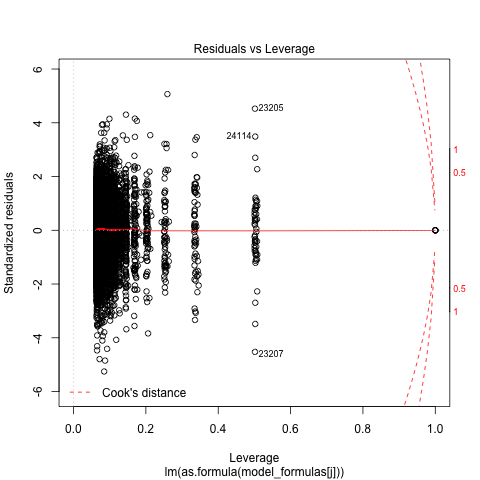 Residuals vs Leverage
Standardized residuals
6
4
2
0
-2
-4
-6
23205
24114
23207
1
0.5
0.5
1
Cook's distance
0.0 0.2 0.4 0.6 0.8 1.0
Leverage
lm(as.formula(model_formulas[j]))